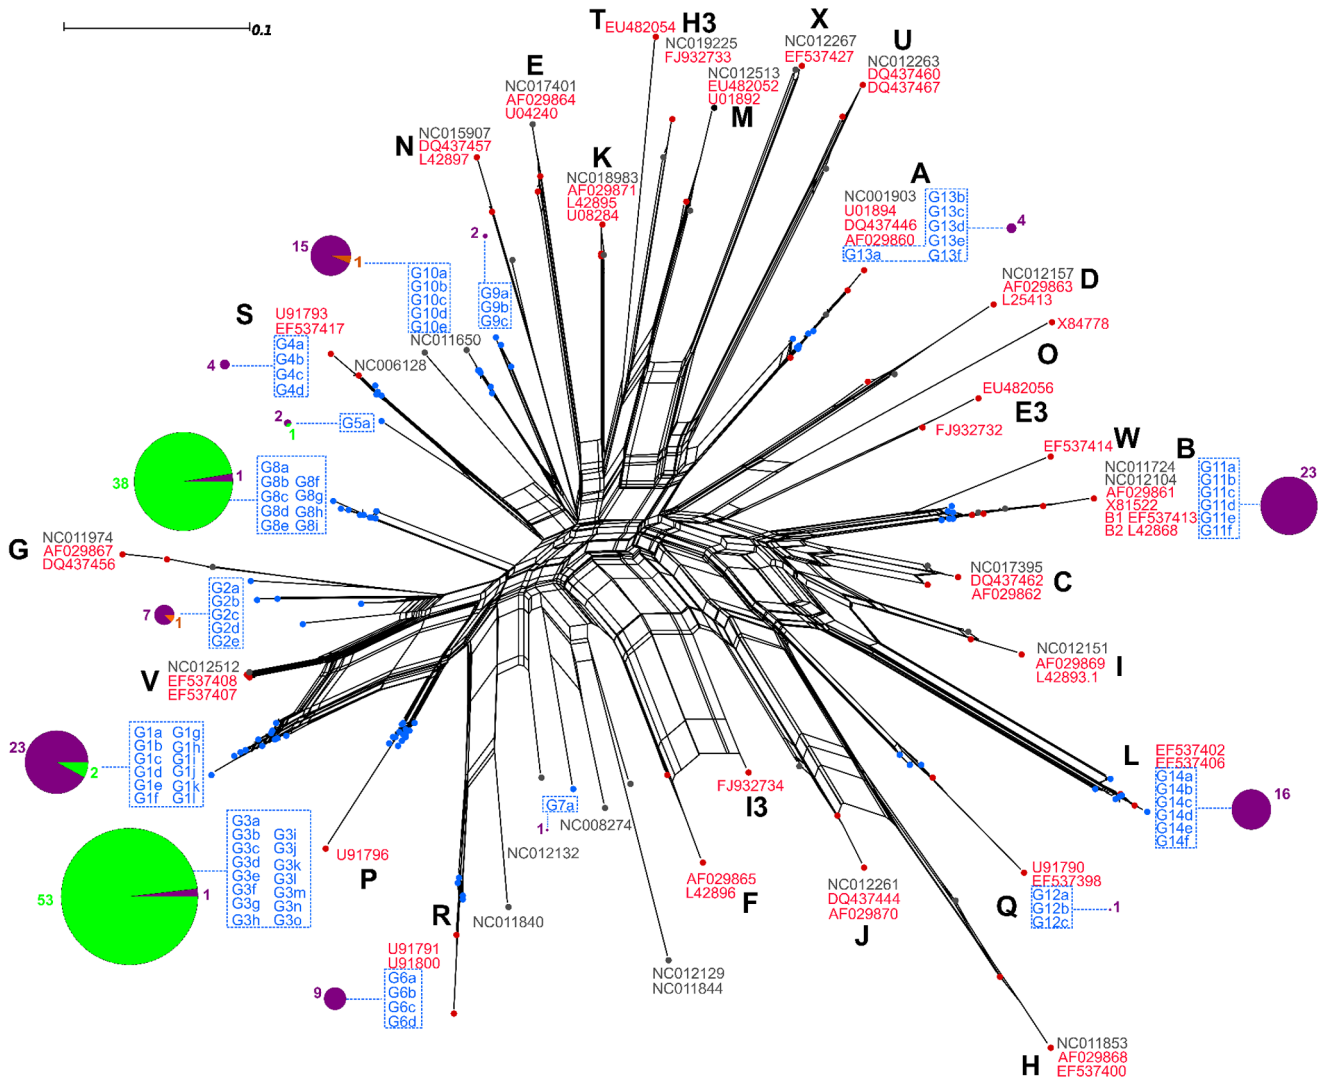 0.1
T EU482054
H3
NC019225
FJ932733
X
NC012267
EF537427
U
NC012263
DQ437460
DQ437467
E
NC017401
AF029864
U04240
NC012513
EU482052
U01892
M
N
NC015907
DQ437457
L42897
K
NC018983
AF029871
L42895
U08284
A
NC001903
U01894
DQ437446
AF029860
G13a
G13b
G13c
G13d
G13e
G13f
4
15
1
G10a
G10b
G10c
G10d
G10e
2
G9a
G9b
G9c
NC011650
D
NC012157
AF029863
L25413
X84778
O
S
U91793
EF537417
G4a
G4b
G4c
G4d
4
NC006128
2
1
G5a
EU482056
E3
FJ932732
W
EF537414
B
NC011724
NC012104
AF029861
X81522
B1 EF537413
B2 L42868
G11a
G11b
G11c
G11d
G11e
G11f
23
38
1
G8a
G8b G8f
G8c G8g
G8d G8h
G8e G8i
G
NC011974
AF029867
DQ437456
7
1
G2a
G2b
G2c
G2d
G2e
NC017395
DQ437462
AF029862
C
NC012151
AF029869
L42893.1
I
V
NC012512
EF537408
EF537407
23
2
G1a G1g
G1b G1h
G1c G1i
G1d G1j
G1e G1k
G1f G1l
L
EF537402
EF537406
G14a
G14b
G14c
G14d
G14e
G14f
16
FJ932734
I3
G7a
1
NC008274
NC012132
NC011840
53
1
G3a
G3b G3i
G3c G3j
G3d G3k
G3e G3l
G3f G3m
G3g G3n
G3h G3o
U91796
P
R
U91791
U91800
G6a
G6b
G6c
G6d
9
AF029865
L42896
F
NC012261
DQ437444
AF029870
J
Q
U91790
EF537398
G12a
G12b
G12c
1
NC012129
NC011844
H
NC011853
AF029868
EF537400